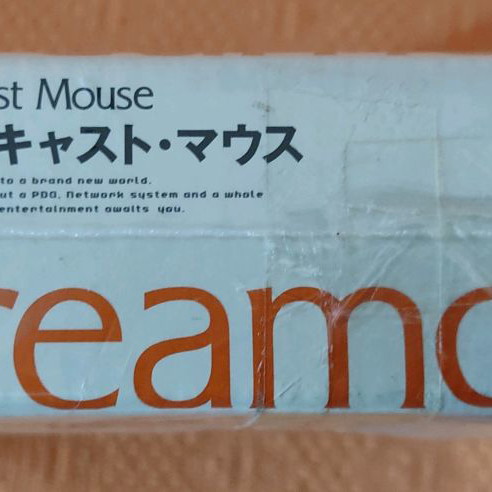 st Mouse
キャスト・マウス
to a brand new world.
ut a PDA, Network system and a whole
entertainment awaits you.
reamc